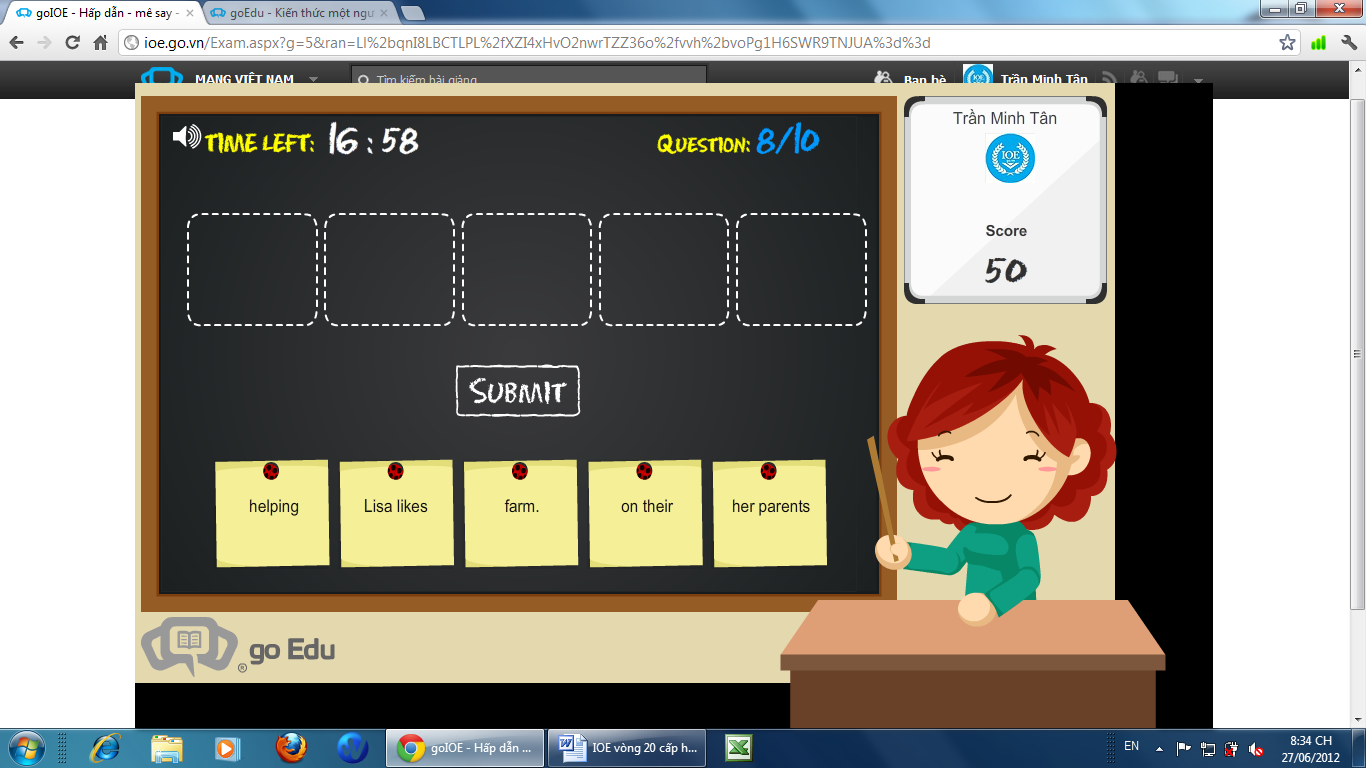 goIOE - Hấp dẫn - mê say -
goEdu - Kiến thức một ngư
ioe.go.vn/Exam.aspx?g=5&ran=Ll%2bqnI8LBCTLPL%2fXZI4xHvO2nwrTZZ36o%2fvvh%2bvoPg1H6SWR9TNJUA%3d%3d
MẠNG VIỆT NAM
Tìm kiếm bài giảng
Bạn bè
Trần Minh Tân
TIME LEFT: 16 : 58
QUESTION: 8/10
Trần Minh Tân
IOE
Score
50
SUBMIT
helping
Lisa likes
farm.
on their
her parents
® go Edu
goIOE - Hấp dẫn ...
IOE vòng 20 cấp h...
EN
8:34 CH
27/06/2012